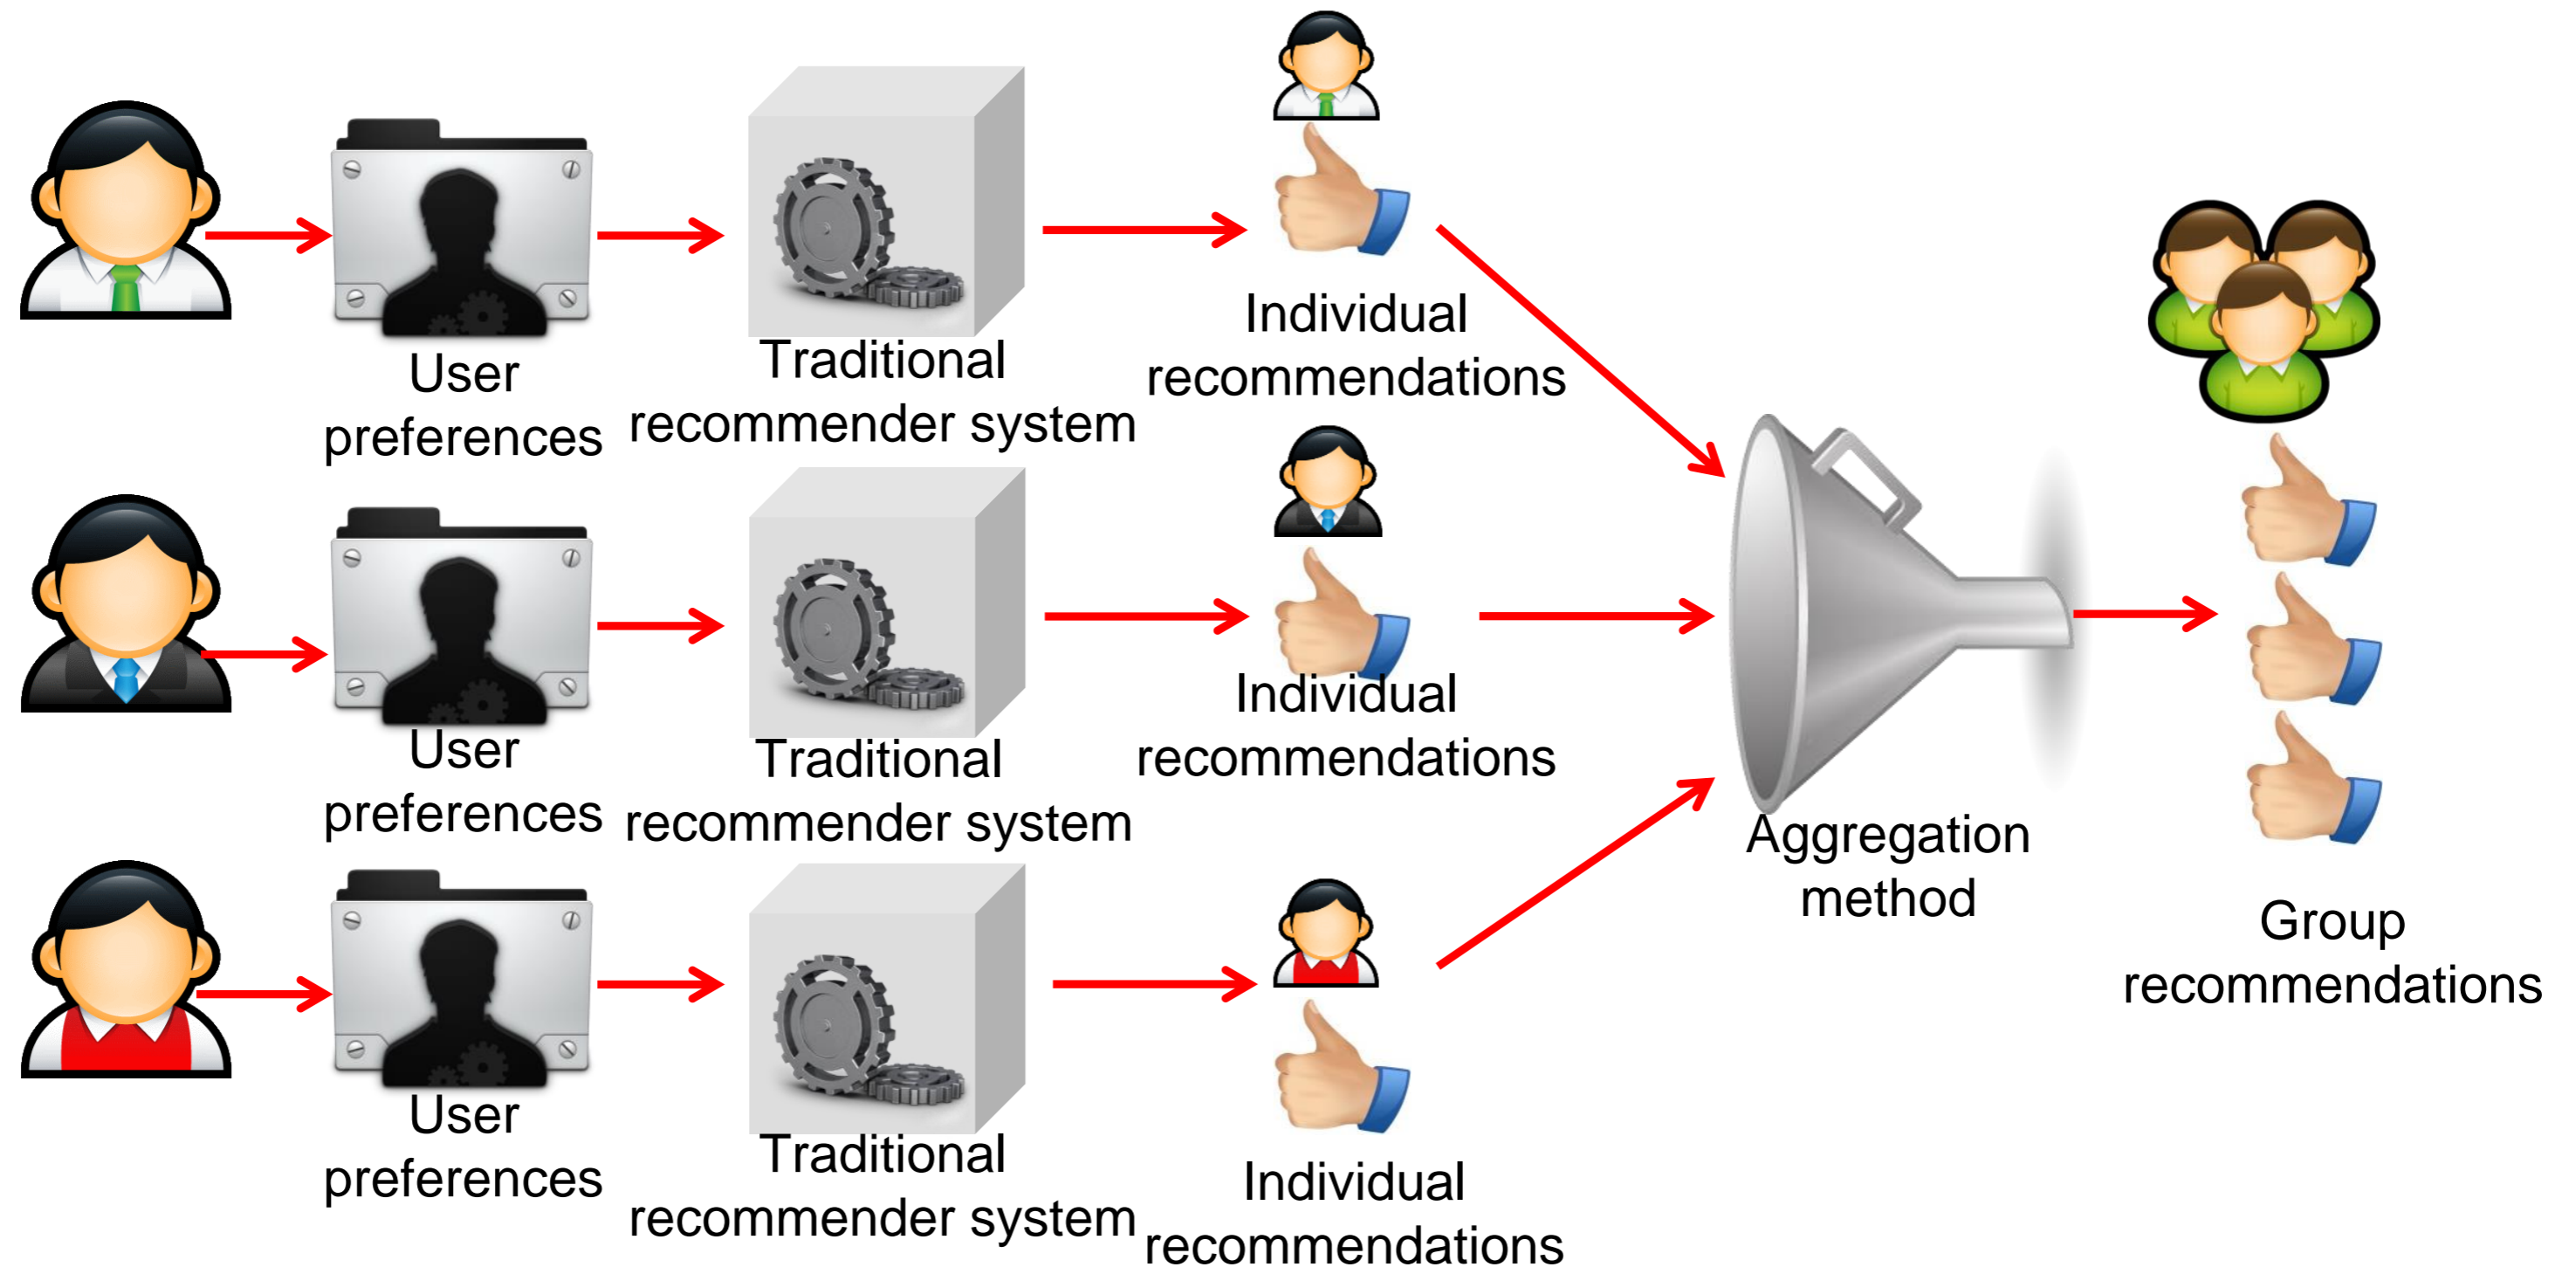 User
preferences
Traditional
recommender system
Individual
recommendations
User
preferences
Traditional
recommender system
Individual
recommendations
User
preferences
Traditional
recommender system
Individual
recommendations
Aggregation
method
Group
recommendations